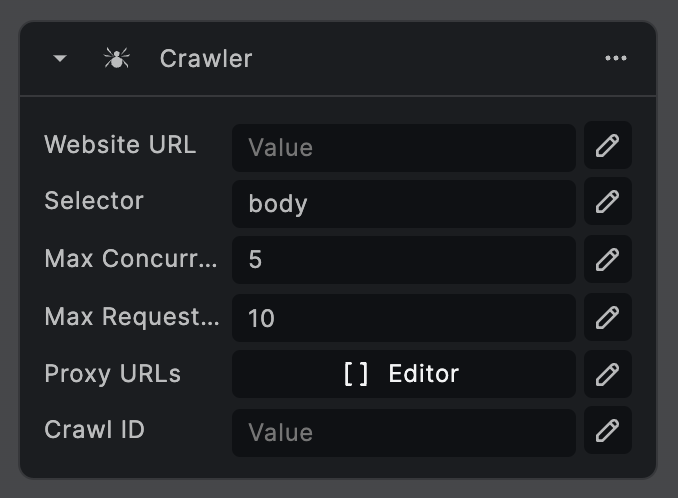 Crawler
Website URL Value
Selector body
Max Concurr... 5
Max Request... 10
Proxy URLs [ ] Editor
Crawl ID Value